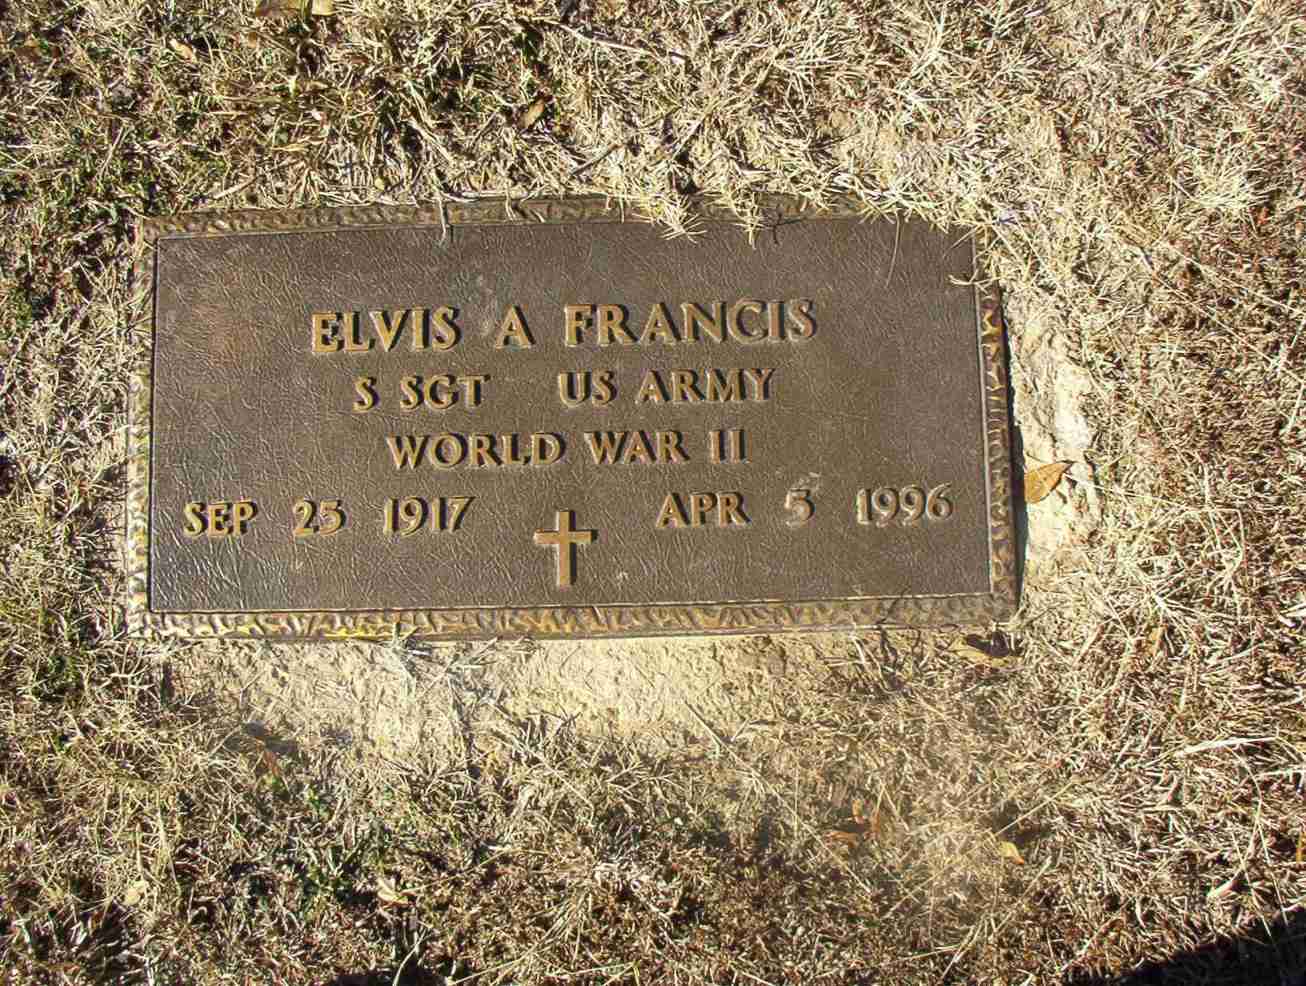 ELVIS A FRANCIS
S SGT US ARMY
WORLD WAR II
SEP 25 1917 APR 5 1996